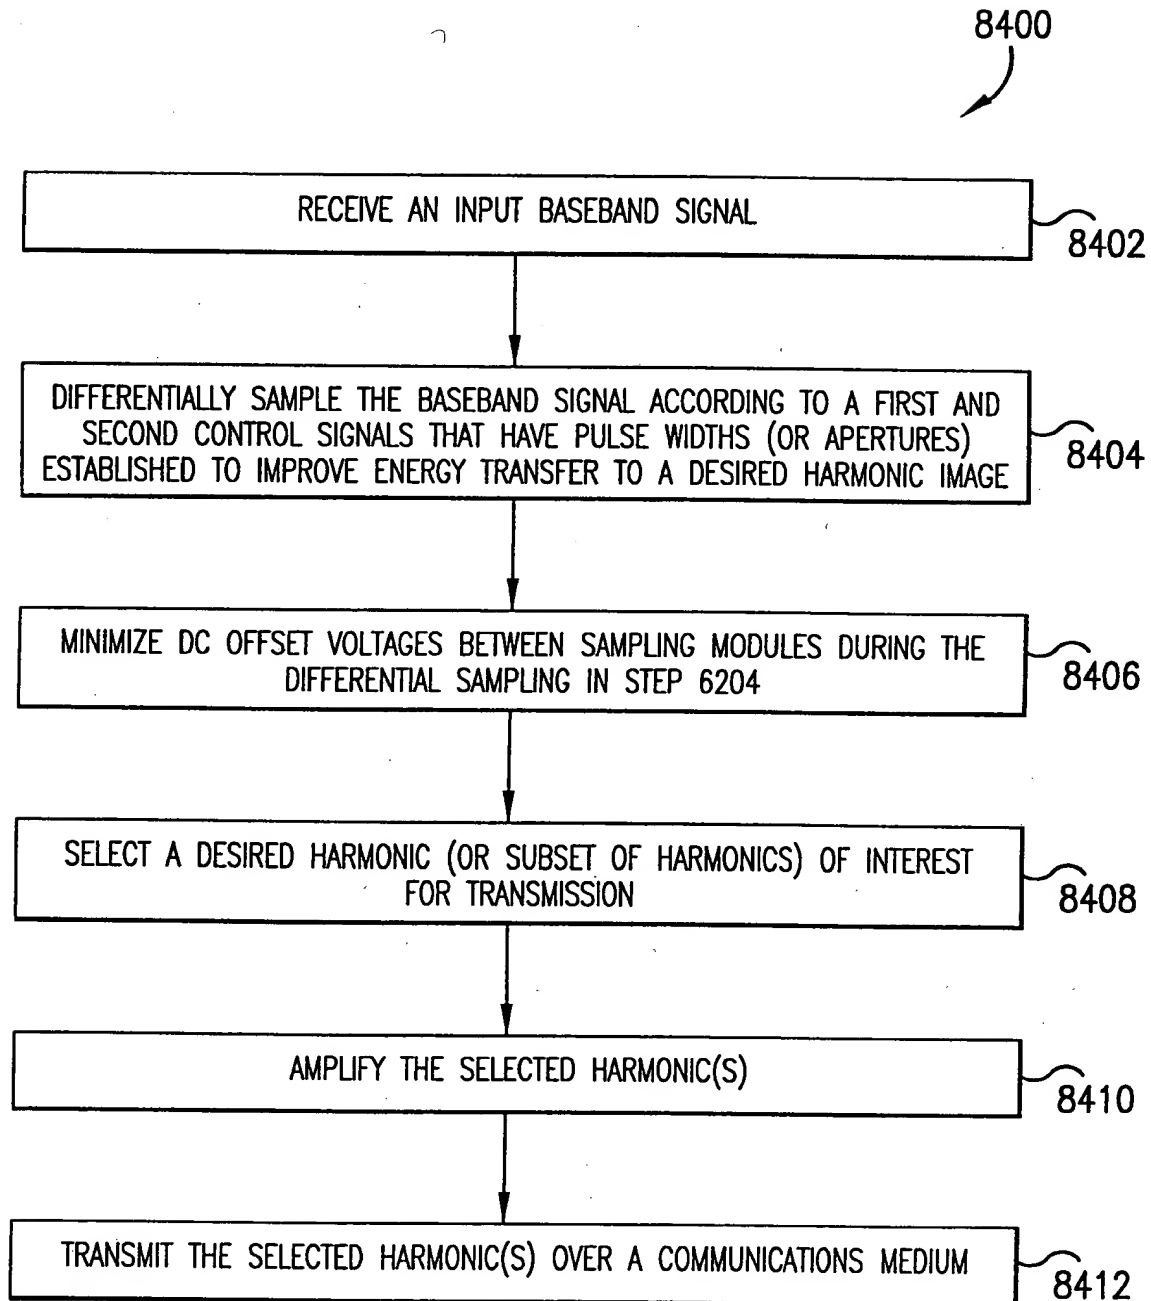 8400
RECEIVE AN INPUT BASEBAND SIGNAL
8402
DIFFERENTIALLY SAMPLE THE BASEBAND SIGNAL ACCORDING TO A FIRST AND
SECOND CONTROL SIGNALS THAT HAVE PULSE WIDTHS (OR APERTURES)
ESTABLISHED TO IMPROVE ENERGY TRANSFER TO A DESIRED HARMONIC IMAGE
8404
MINIMIZE DC OFFSET VOLTAGES BETWEEN SAMPLING MODULES DURING THE
DIFFERENTIAL SAMPLING IN STEP 6204
8406
SELECT A DESIRED HARMONIC (OR SUBSET OF HARMONICS) OF INTEREST
FOR TRANSMISSION
8408
AMPLIFY THE SELECTED HARMONIC(S)
8410
TRANSMIT THE SELECTED HARMONIC(S) OVER A COMMUNICATIONS MEDIUM
8412